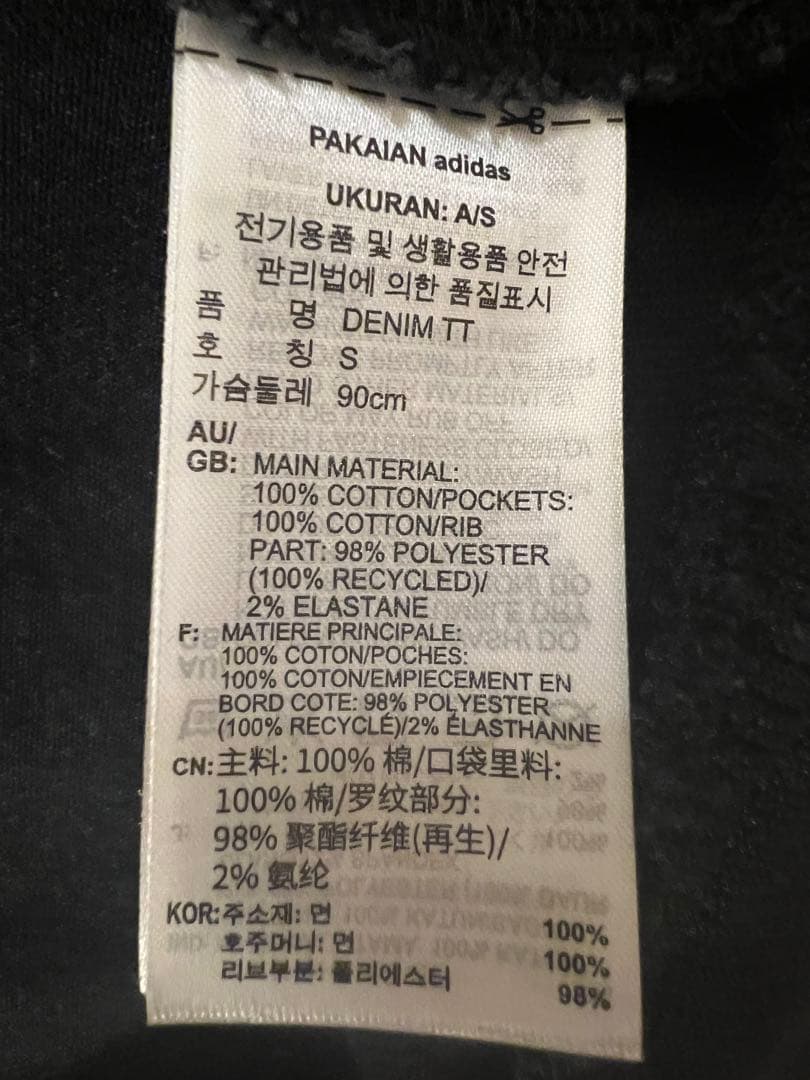 PAKAIAN adidas
UKURAN: A/S
전기용품 및 생활용품 안전
관리법에 의한 품질표시
품 명 DENIM TT
호 칭 S
가슴둘레 90cm
AU/
GB: MAIN MATERIAL:
100% COTTON/POCKETS:
100% COTTON/RIB
PART: 98% POLYESTER
(100% RECYCLED)/
2% ELASTANE
F: MATIERE PRINCIPALE:
100% COTON/POCHES:
100% COTON/EMPIECEMENT EN
BORD COTE: 98% POLYESTER
(100% RECYCLÉ)/2% ÉLASTHANNE
CN: 主料: 100% 棉/口袋里料:
100% 棉/罗纹部分:
98% 聚酯纤维(再生)/
2% 氨纶
KOR: 주소재: 면 100%
호주머니: 면 100%
리브부분: 폴리에스터 98%